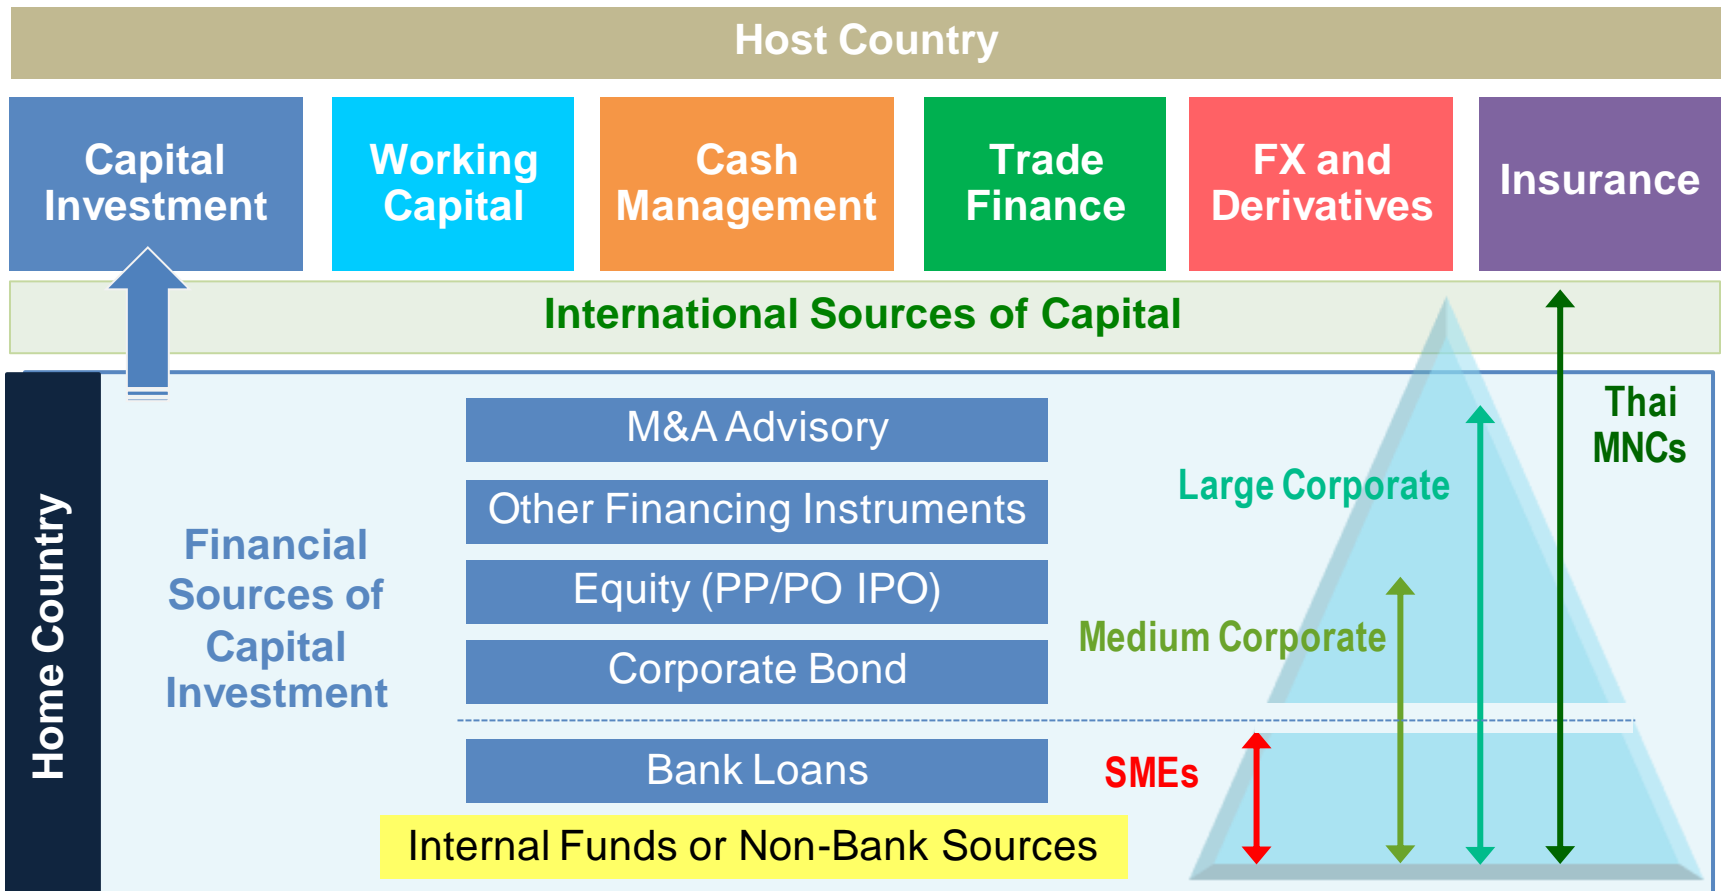 Host Country
Capital
Investment
Working
Capital
Cash
Management
Trade
Finance
FX and
Derivatives
Insurance
International Sources of Capital
Home Country
Financial
Sources of
Capital
Investment
M&A Advisory
Other Financing Instruments
Equity (PP/PO IPO)
Corporate Bond
Bank Loans
Internal Funds or Non-Bank Sources
Thai
MNCs
Large Corporate
Medium Corporate
SMEs